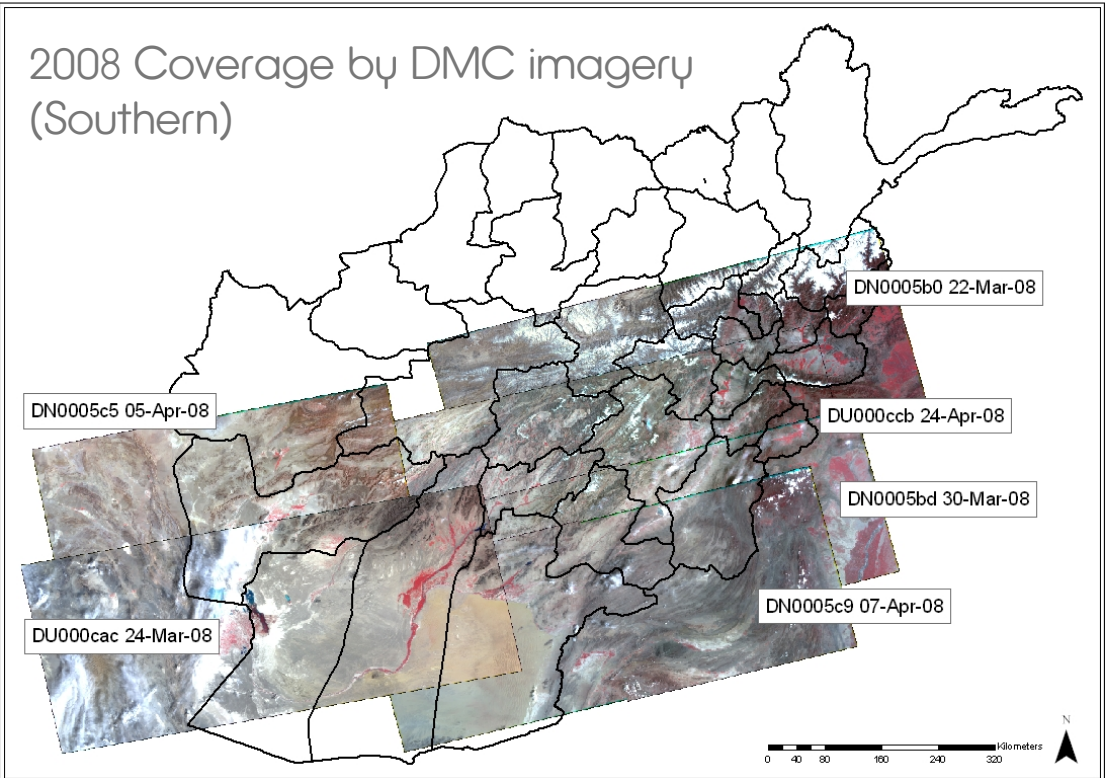 2008 Coverage by DMC imagery
(Southern)
DN0005b0 22-Mar-08
DN0005c5 05-Apr-08
DU000ccb 24-Apr-08
DN0005bd 30-Mar-08
DN0005c9 07-Apr-08
DU000cac 24-Mar-08
N
Kilometers
0 40 80 160 240 320